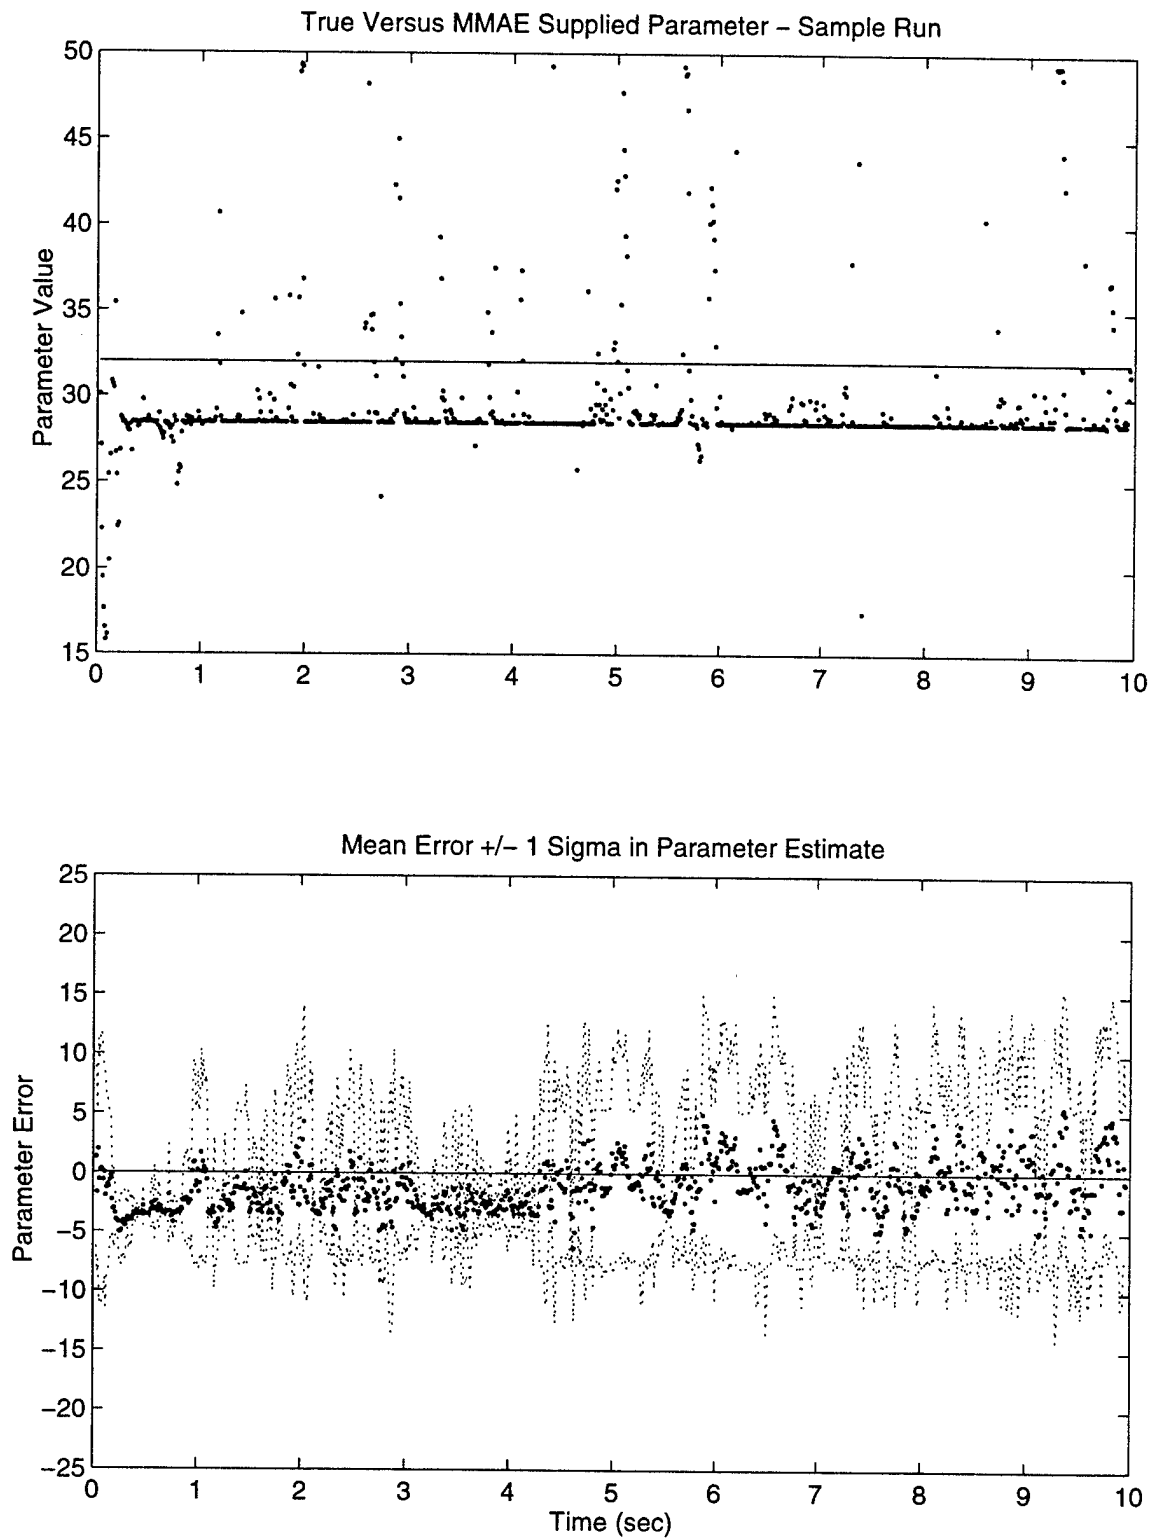 True Versus MMAE Supplied Parameter – Sample Run
50
45
40
35
30
25
20
15
Parameter Value
0 1 2 3 4 5 6 7 8 9 10
Mean Error +/– 1 Sigma in Parameter Estimate
25
20
15
10
5
0
−5
−10
−15
−20
−25
Parameter Error
0 1 2 3 4 5 6 7 8 9 10
Time (sec)